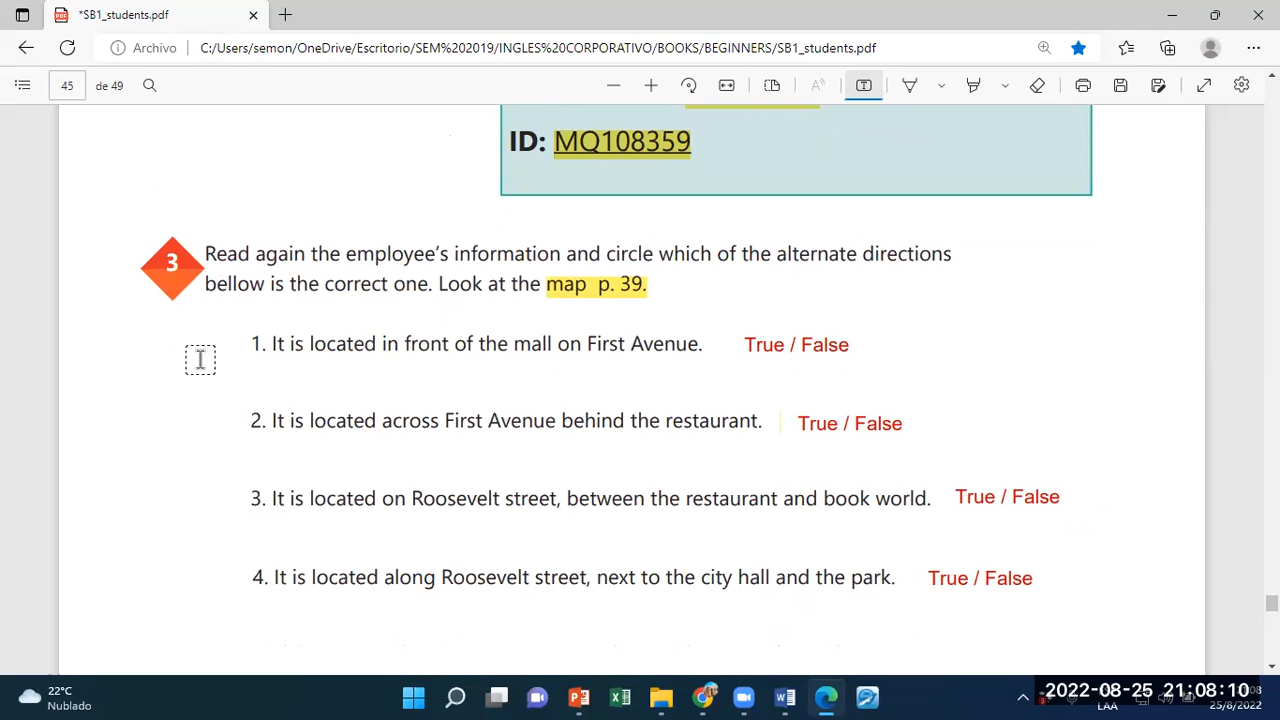 *SB1_students.pdf
Archivo
C:/Users/semon/OneDrive/Escritorio/SEM%202019/INGLES%20CORPORATIVO/BOOKS/BEGINNERS/SB1_students.pdf
45 de 49
ID: MQ108359
3 Read again the employee's information and circle which of the alternate directions
bellow is the correct one. Look at the map p. 39.
1. It is located in front of the mall on First Avenue. True / False
2. It is located across First Avenue behind the restaurant. True / False
3. It is located on Roosevelt street, between the restaurant and book world. True / False
4. It is located along Roosevelt street, next to the city hall and the park. True / False
22°C
Nublado
LAA
2022-08-25 21:08:10
25/8/2022